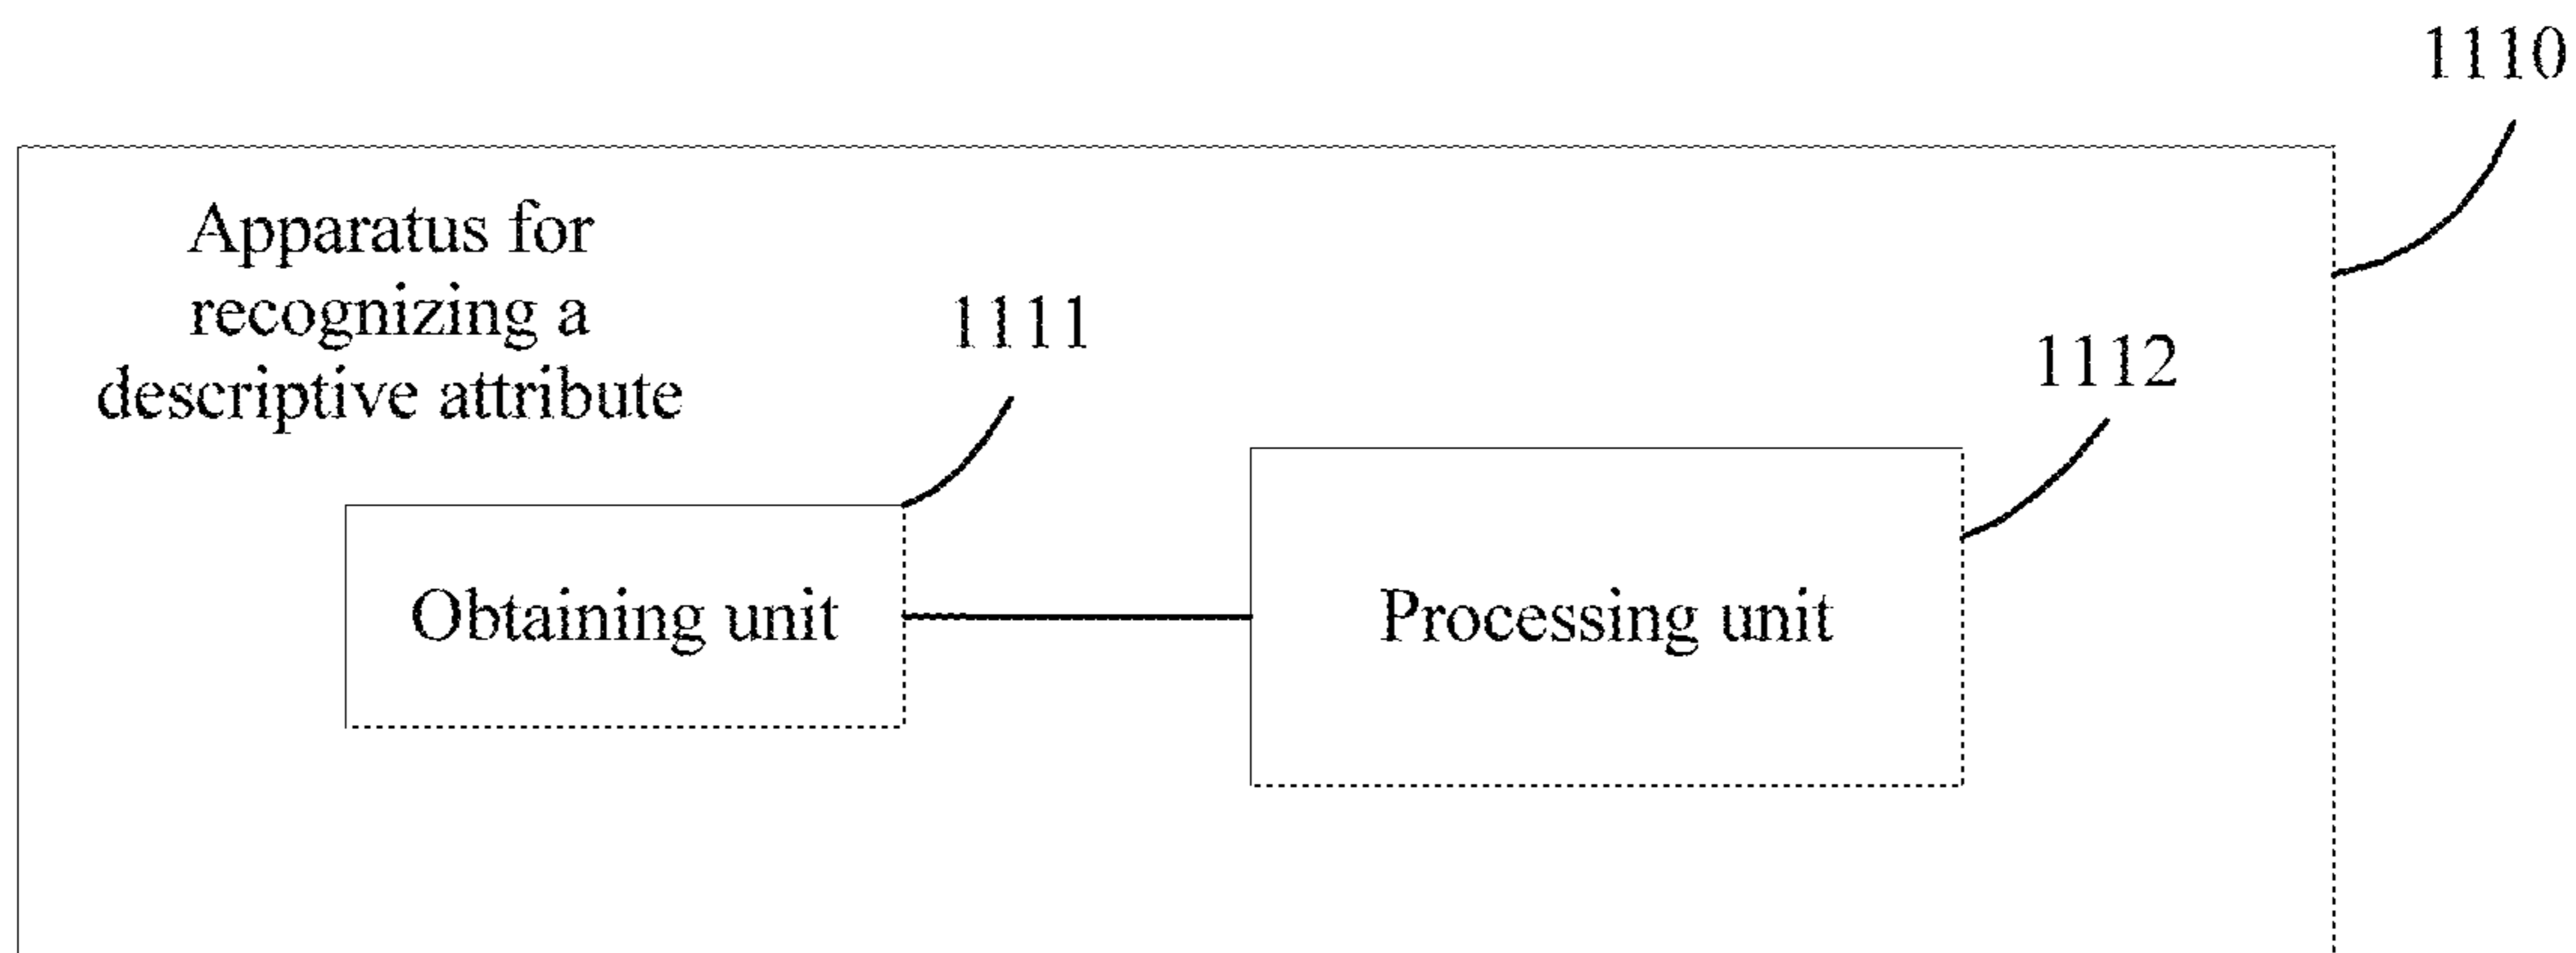 1110
Apparatus for
recognizing a
descriptive attribute
1111
1112
Obtaining unit
Processing unit